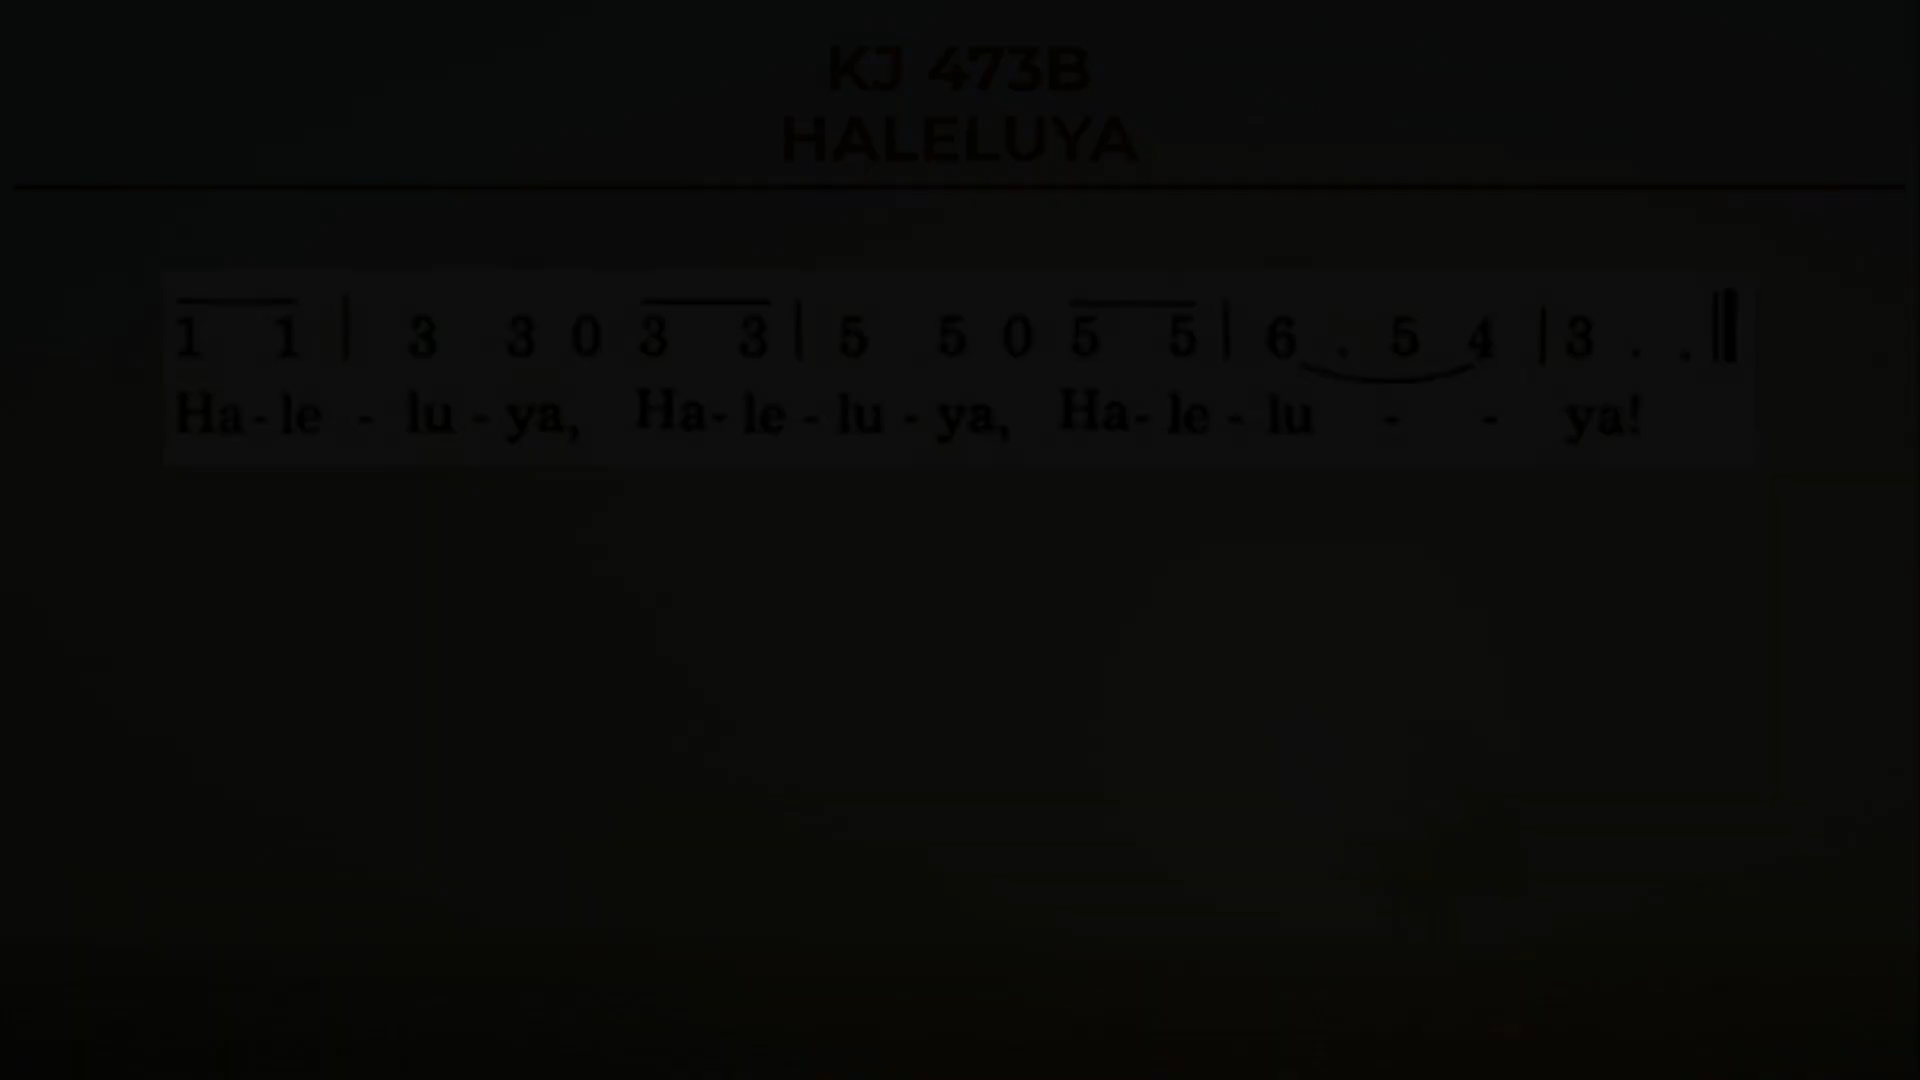 KJ 473B
HALELUYA
1 1 | 3 3 0 3 3 | 5 5 0 5 5 | 6 . 5 4 | 3 . . ||
Ha - le - lu - ya, Ha - le - lu - ya, Ha - le - lu - - ya!